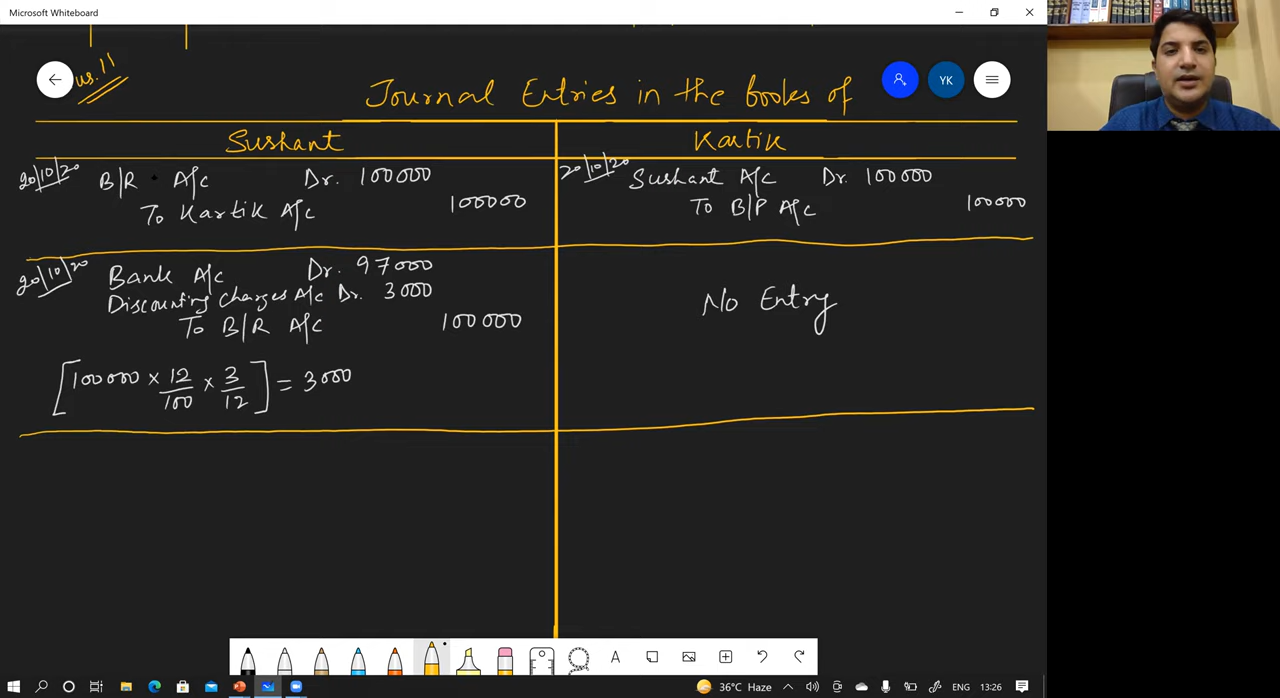 Microsoft Whiteboard
us.11
YK
Journal Entries in the books of
Sushant
Kartik
20/10/20 B/R A/c Dr. 100000
To Kartik A/c 100000
20/10/20 Sushant A/c Dr. 100000
To B/P A/c 100000
20/10/20 Bank A/c Dr. 97000
Discounting Charges A/c Dr. 3000
To B/R A/c 100000
[100000 × 12/100 × 3/12] = 3000
No Entry
A
36°C Haze
ENG
13:26